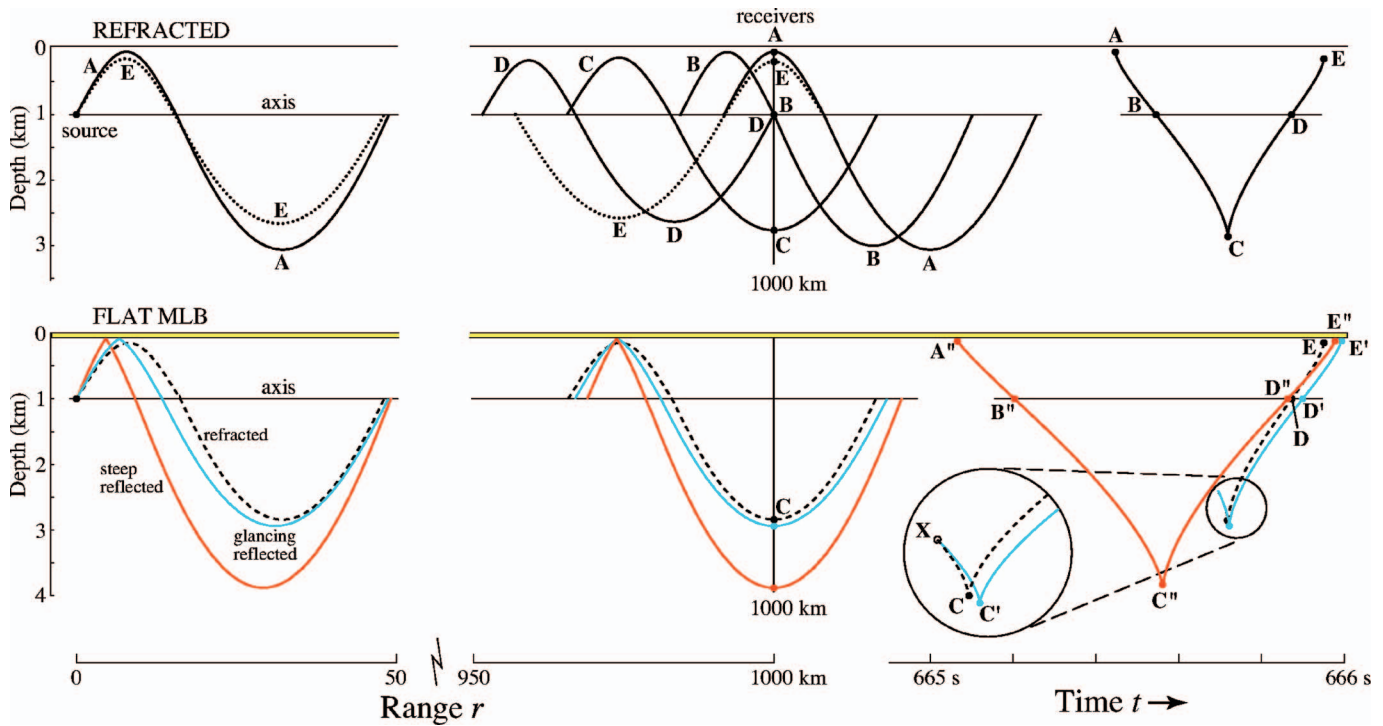 REFRACTED
receivers
0
1
2
3
Depth (km)
A
E
source
axis
E
A
D
C
B
A
E
B
D
E
D
C
B
A
1000 km
A
E
B
D
C
FLAT MLB
0
1
2
3
4
Depth (km)
axis
refracted
steep
reflected
glancing
reflected
C
1000 km
A"
B"
E"
E
E'
D"
D'
D
X
C
C'
C"
0
50
950
1000 km
665 s
666 s
Range r
Time t →